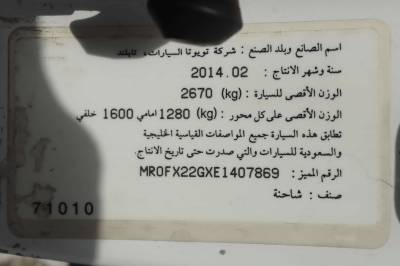 اسم الصانع وبلد الصنع : شركة تويوتا السيارات، تايلند
سنة وشهر الانتاج : 2014.02
الوزن الأقصى للسيارة : (kg) 2670
الوزن الأقصى على كل محور : (kg) 1280 امامي 1600 خلفي
تطابق هذه السيارة جميع المواصفات القياسية الخليجية
والسعودية للسيارات والتي صدرت حتى تاريخ الانتاج.
الرقم المميز : MR0FX22GXE1407869
صنف : شاحنة
71010